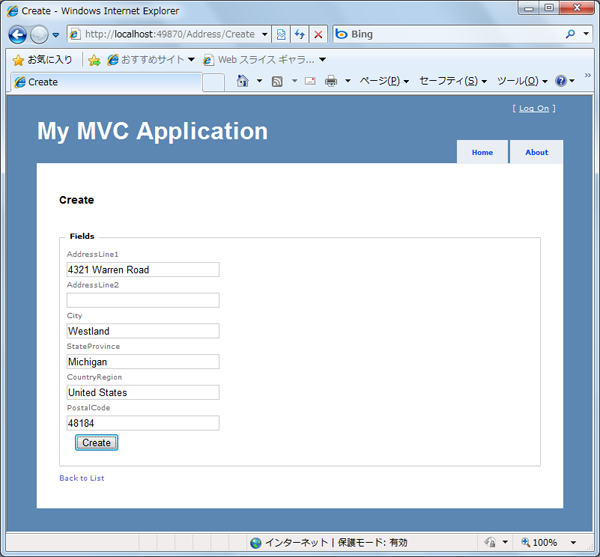 Create - Windows Internet Explorer
http://localhost:49870/Address/Create
Bing
お気に入り
おすすめサイト
Web スライス ギャラ...
Create
ページ(P)
セーフティ(S)
ツール(O)
[ Log On ]
My MVC Application
Home
About
Create
Fields
AddressLine1
4321 Warren Road
AddressLine2
City
Westland
StateProvince
Michigan
CountryRegion
United States
PostalCode
48184
Create
Back to List
インターネット | 保護モード: 有効
100%